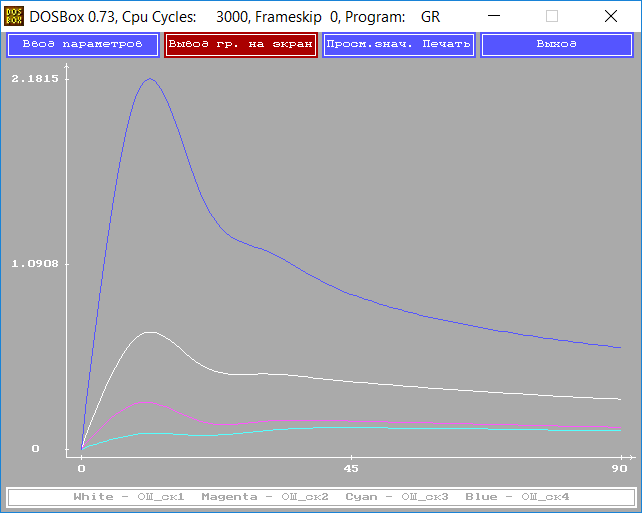 DOSBox 0.73, Cpu Cycles: 3000, Frameskip 0, Program: GR
Ввод параметров Вывод гр. на экран Просм.знач. Печать Выход
2.1815
1.0908
0
0 45 90
White - ОШ_ск1 Magenta - ОШ_ск2 Cyan - ОШ_ск3 Blue - ОШ_ск4